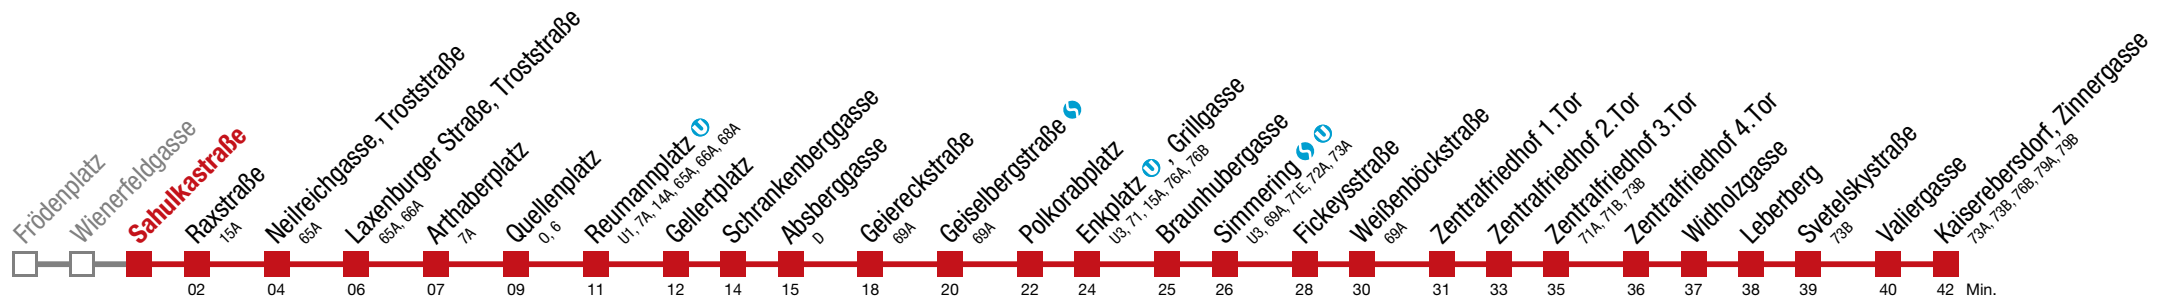 Frödenplatz
Wienerfeldgasse
Sahulkastraße
Raxstraße
15A
Neilreichgasse, Troststraße
65A
Laxenburger Straße, Troststraße
65A, 66A
Arthaberplatz
7A
Quellenplatz
O, 6
Reumannplatz U
U1, 7A, 14A, 65A, 66A, 68A
Gellertplatz
Schrankenberggasse
Absberggasse
D
Geiereckstraße
69A
Geiselbergstraße S
69A
Polkorabplatz
Enkplatz U , Grillgasse
U3, 71, 15A, 76A, 76B
Braunhubergasse
Simmering S U
U3, 69A, 71E, 72A, 73A
Fickeysstraße
Weißenböckstraße
69A
Zentralfriedhof 1.Tor
Zentralfriedhof 2.Tor
Zentralfriedhof 3.Tor
71A, 71B, 73B
Zentralfriedhof 4.Tor
Widholzgasse
Leberberg
Svetelskystraße
73B
Valiergasse
Kaiserebersdorf, Zinnergasse
73A, 73B, 76B, 79A, 79B
02 04 06 07 09 11 12 14 15 18 20 22 24 25 26 28 30 31 33 35 36 37 38 39 40 42 Min.